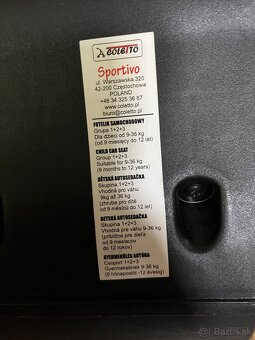 COLETTO
Sportivo
ul. Warszawska 320
42-200 Częstochowa
POLAND
+48 34 325 36 87
www.coletto.pl
biuro@coletto.pl
FOTELIK SAMOCHODOWY
Grupa 1+2+3
Dla dzieci od 9-36 kg
(od 9 miesięcy do 12 lat)
CHILD CAR SEAT
Group 1+2+3
Suitable for 9-36 kg
(9 months to 12 years)
DĚTSKÁ AUTOSEDAČKA
Skupina 1+2+3
Vhodná pro váhu
9kg až 36 kg
(zhruba pro dítě
od 9 měsíců do 12 let)
DETSKÁ AUTOSEDAČKA
Skupina 1+2+3
Vhodná pre váhu 9-36 kg
(približne pre dieťa
od 9 mesiacov
do 12 rokov)
GYERMEKÜLÉS AUTÓBA
Csoport 1+2+3
Gyermekeknek 9-36 kg
(9 hónapostól -12 évesig)
bazos.sk